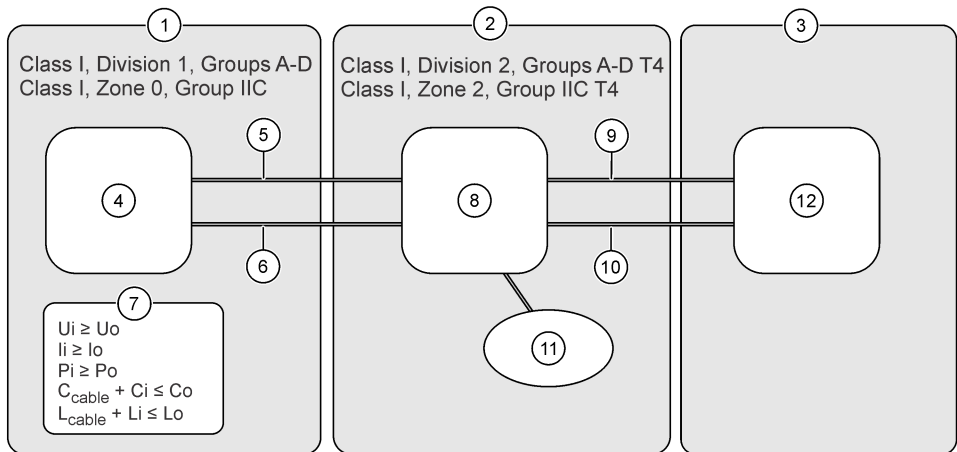 1
2
3
Class I, Division 1, Groups A-D
Class I, Zone 0, Group IIC
Class I, Division 2, Groups A-D T4
Class I, Zone 2, Group IIC T4
5
9
4
8
12
6
10
7
Ui ≥ Uo
Ii ≥ Io
Pi ≥ Po
Ccable + Ci ≤ Co
Lcable + Li ≤ Lo
11